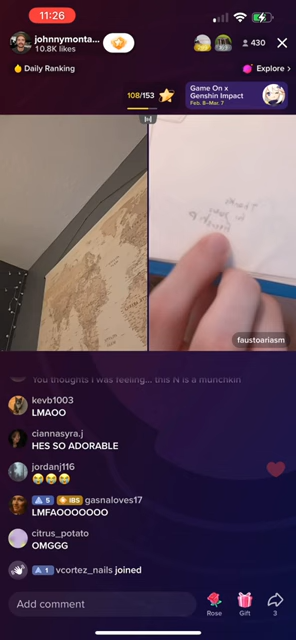 11:26
johnnymonta...
10.8K likes
430
Daily Ranking
Explore >
108/153
Game On x
Genshin Impact
Feb. 8–Mar. 7
faustoariasm
You thoughts I was feeling... this N is a munchkin
kevb1003
LMAOO
ciannasyra.j
HES SO ADORABLE
jordanj116
😂😂😂
5 IBS gasnaloves17
LMFAOOOOOOO
citrus_potato
OMGGG
1 vcortez_nails joined
Add comment
Rose
Gift
3